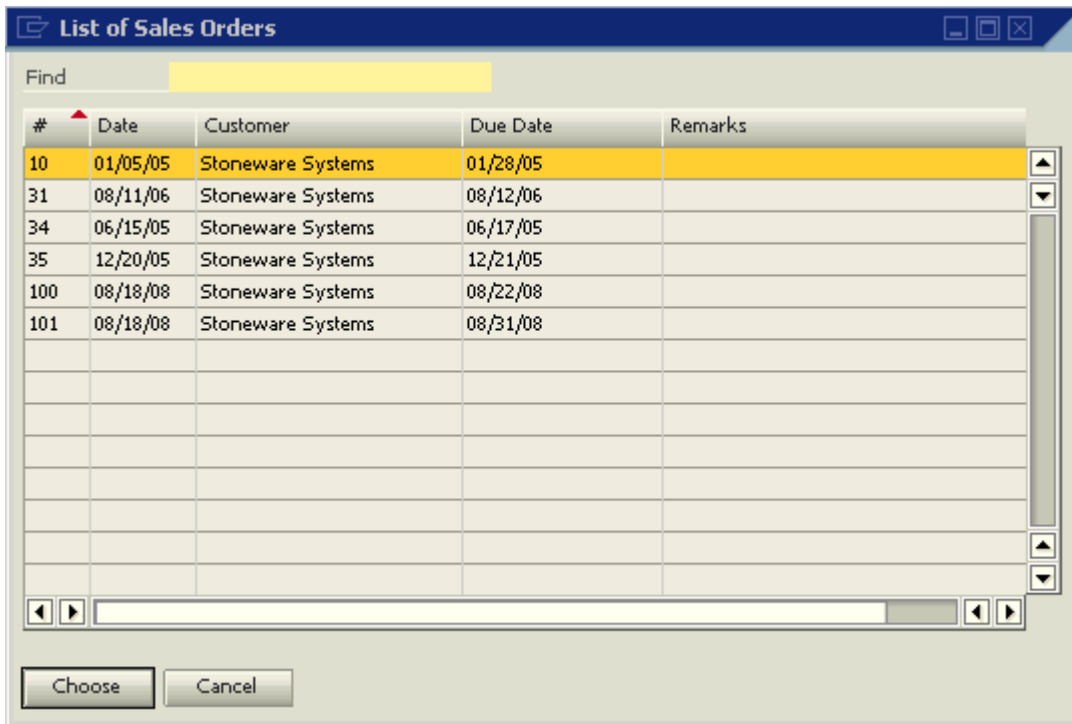 List of Sales Orders
Find
# Date Customer Due Date Remarks
10 01/05/05 Stoneware Systems 01/28/05
31 08/11/06 Stoneware Systems 08/12/06
34 06/15/05 Stoneware Systems 06/17/05
35 12/20/05 Stoneware Systems 12/21/05
100 08/18/08 Stoneware Systems 08/22/08
101 08/18/08 Stoneware Systems 08/31/08
Choose Cancel